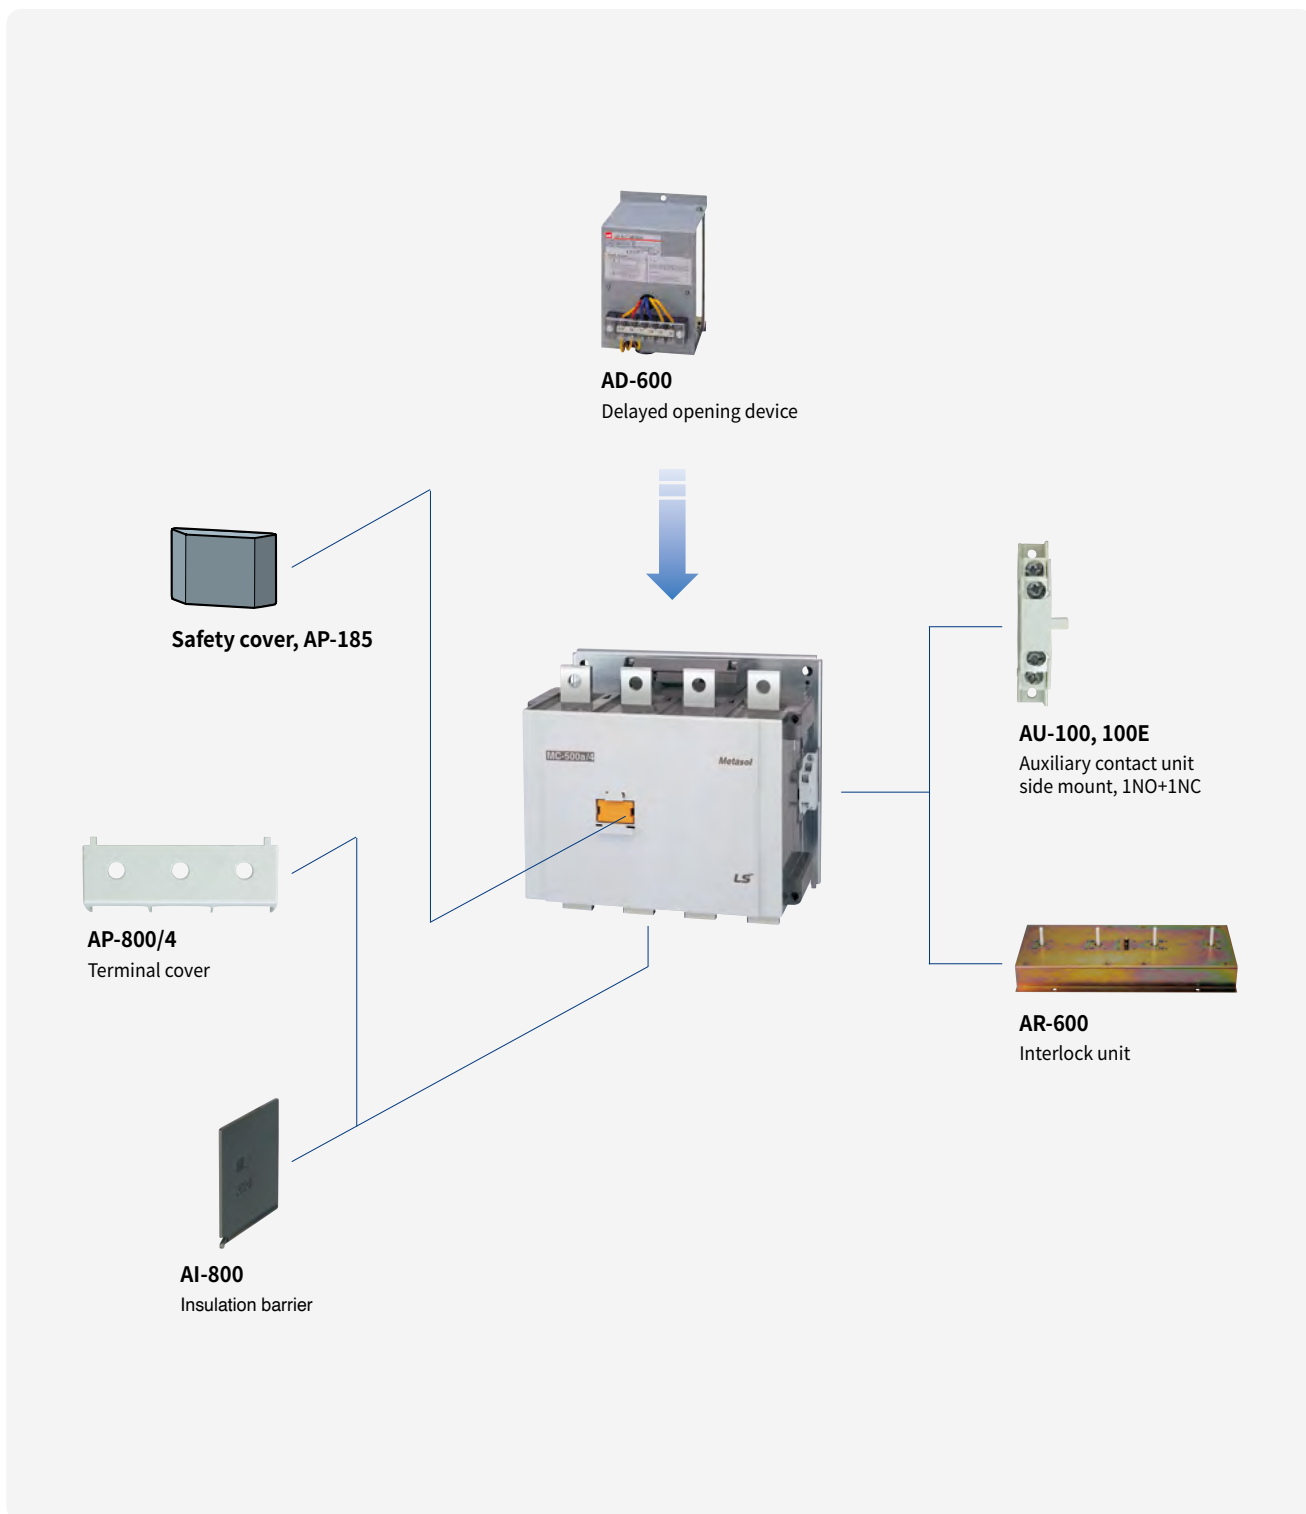 AD-600
Delayed opening device
Safety cover, AP-185
MC-500a/4
Metasol
LS
AU-100, 100E
Auxiliary contact unit
side mount, 1NO+1NC
AP-800/4
Terminal cover
AR-600
Interlock unit
AI-800
Insulation barrier